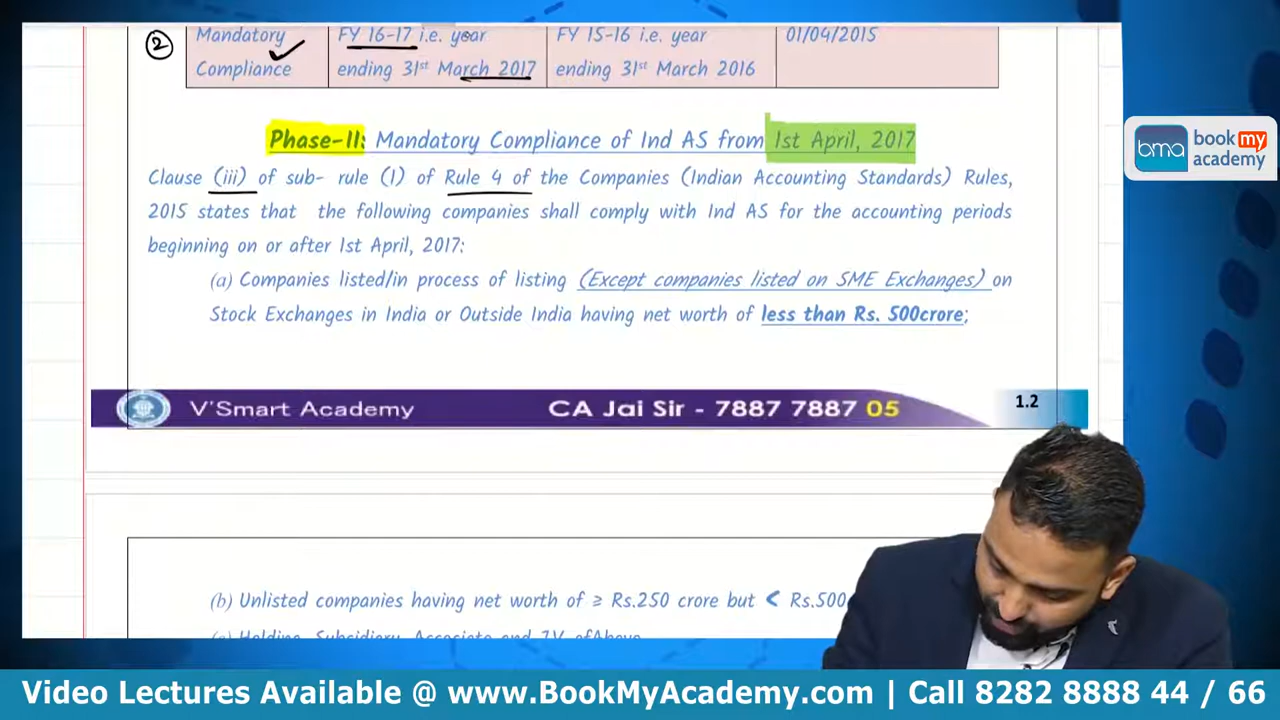 2
Mandatory Compliance
FY 16-17 i.e. year ending 31st March 2017
FY 15-16 i.e. year ending 31st March 2016
01/04/2015
Phase-II: Mandatory Compliance of Ind AS from 1st April, 2017
Clause (iii) of sub- rule (1) of Rule 4 of the Companies (Indian Accounting Standards) Rules,
2015 states that the following companies shall comply with Ind AS for the accounting periods
beginning on or after 1st April, 2017:
(a) Companies listed/in process of listing (Except companies listed on SME Exchanges) on
Stock Exchanges in India or Outside India having net worth of less than Rs. 500crore;
bma book my academy
V'Smart Academy CA Jai Sir - 7887 7887 05 1.2
(b) Unlisted companies having net worth of ≥ Rs.250 crore but < Rs.500
(c) Holding, Subsidiary, Associate and J.V. ofAbove
Video Lectures Available @ www.BookMyAcademy.com | Call 8282 8888 44 / 66